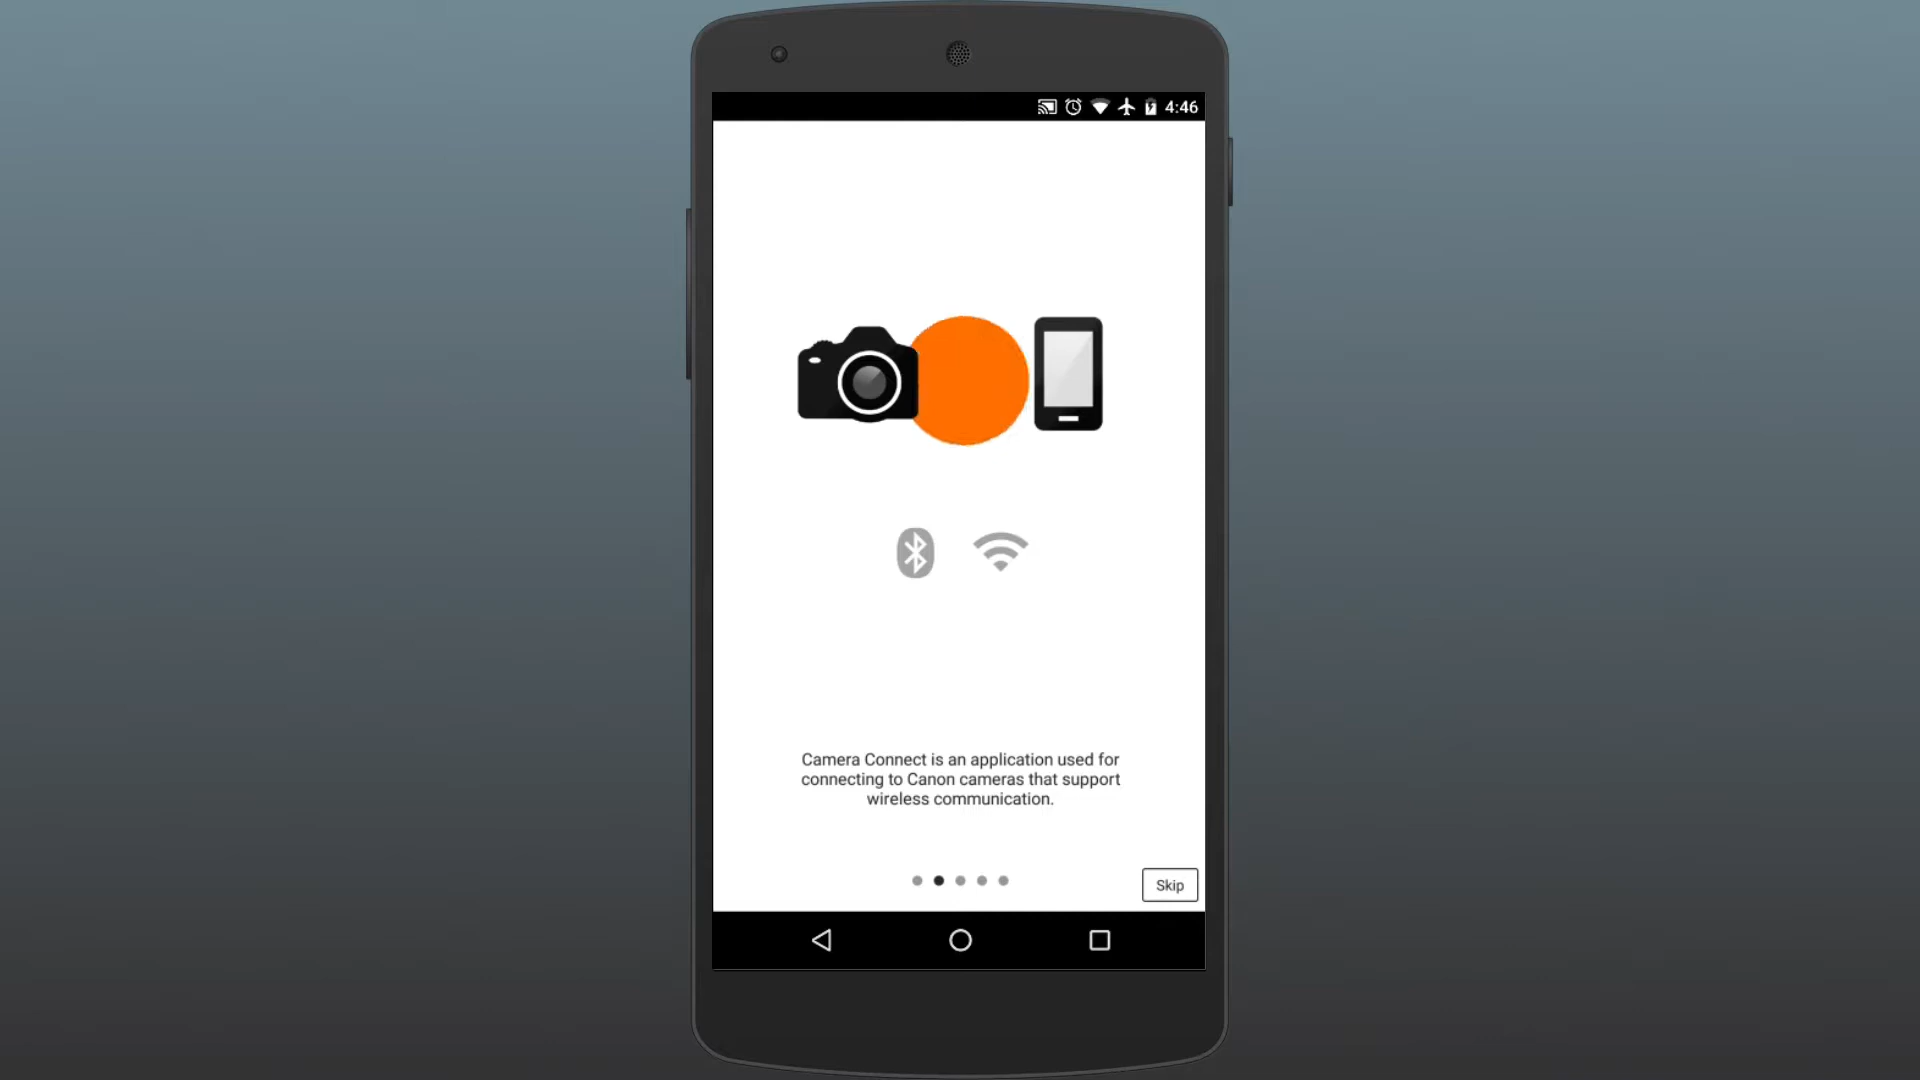 4:46
Camera Connect is an application used for
connecting to Canon cameras that support
wireless communication.
Skip